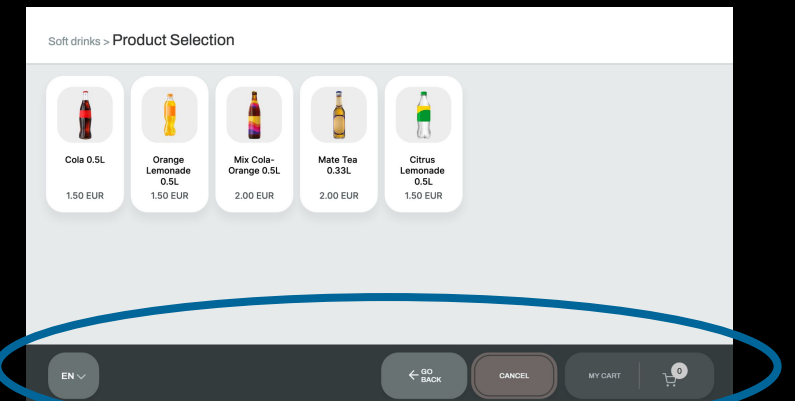 Soft drinks > Product Selection
Cola 0.5L
1.50 EUR
Orange
Lemonade
0.5L
1.50 EUR
Mix Cola-
Orange 0.5L
2.00 EUR
Mate Tea
0.33L
2.00 EUR
Citrus
Lemonade
0.5L
1.50 EUR
EN
GO
BACK
CANCEL
MY CART
0